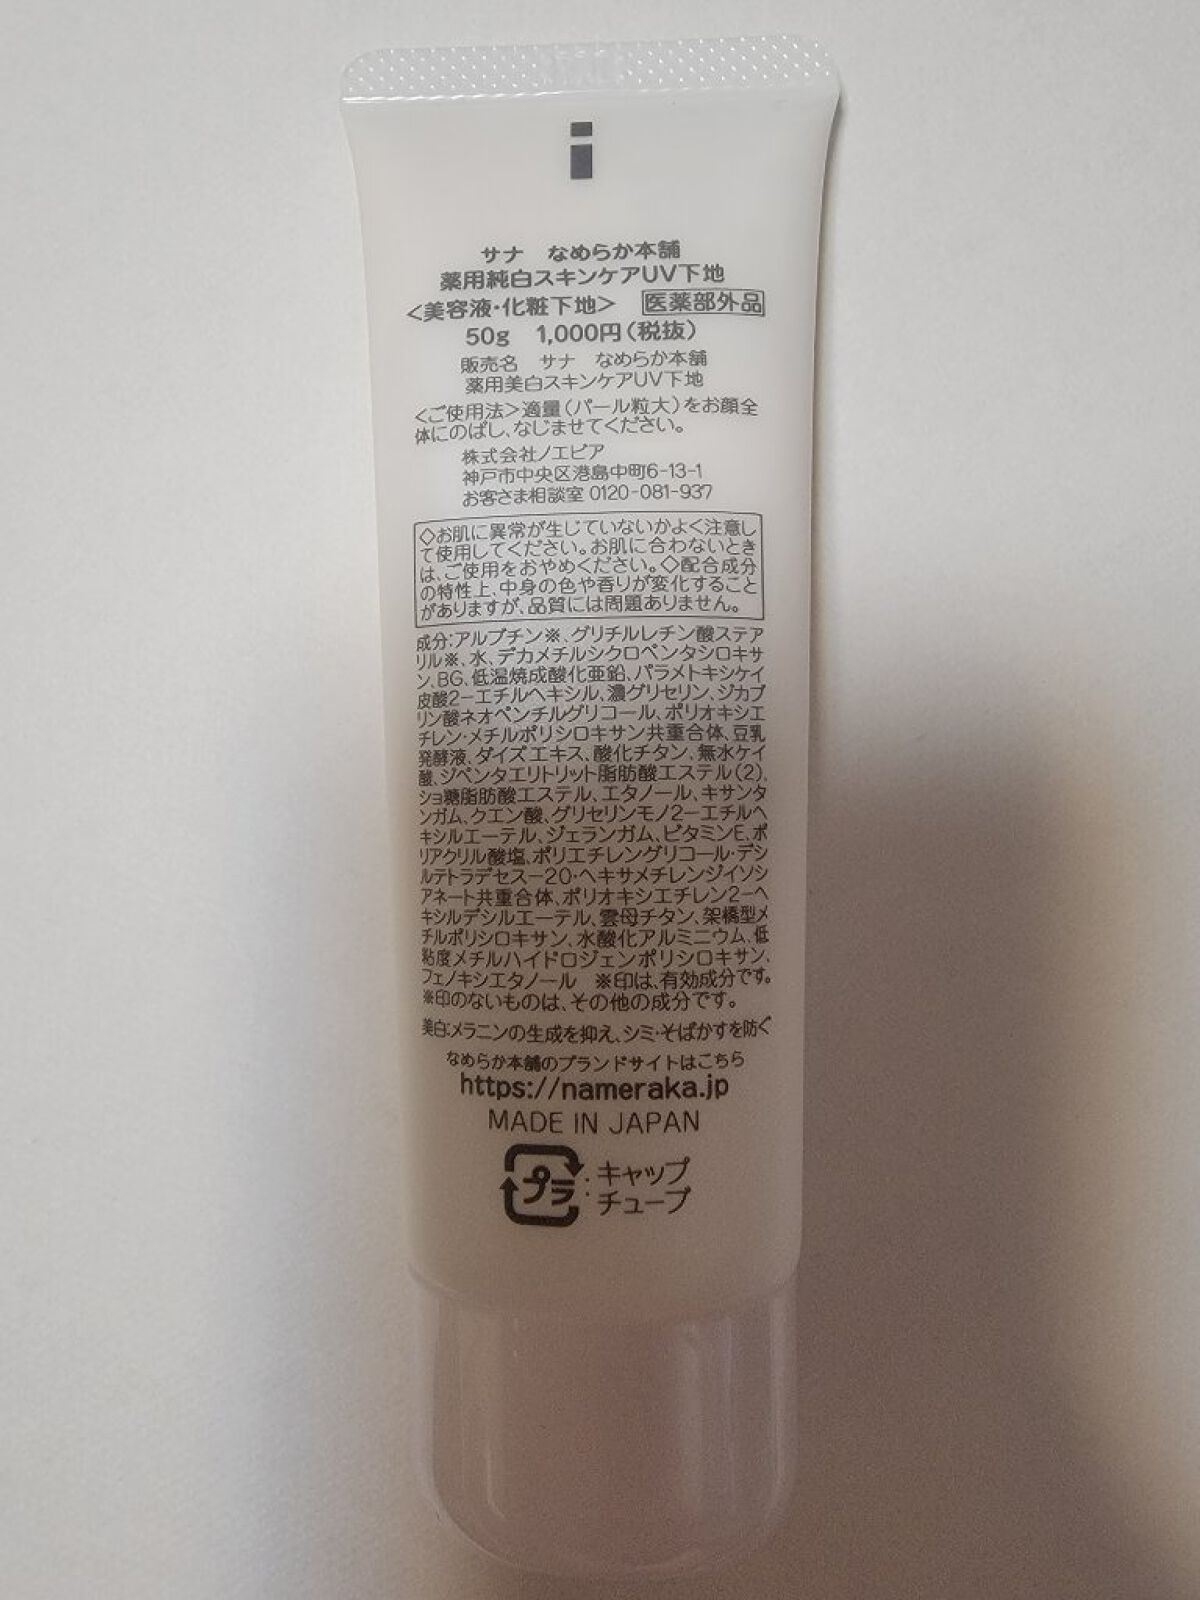 サナ なめらか本舗
薬用純白スキンケアUV下地
<美容液・化粧下地> 医薬部外品
50g 1,000円(税抜)
販売名 サナ なめらか本舗
薬用美白スキンケアUV下地
<ご使用法>適量(パール粒大)をお顔全
体にのばし、なじませてください。
株式会社ノエビア
神戸市中央区港島中町6-13-1
お客さま相談室 0120-081-937
◇お肌に異常が生じていないかよく注意し
て使用してください。お肌に合わないとき
は、ご使用をおやめください。◇配合成分
の特性上、中身の色や香りが変化すること
がありますが、品質には問題ありません。
成分:アルブチン※、グリチルレチン酸ステア
リル※、水、デカメチルシクロペンタシロキサ
ン、BG、低温焼成酸化亜鉛、パラメトキシケイ
皮酸2-エチルヘキシル、濃グリセリン、ジカプ
リン酸ネオペンチルグリコール、ポリオキシエ
チレン・メチルポリシロキサン共重合体、豆乳
発酵液、ダイズエキス、酸化チタン、無水ケイ
酸、ジペンタエリトリット脂肪酸エステル(2)、
ショ糖脂肪酸エステル、エタノール、キサンタ
ンガム、クエン酸、グリセリンモノ2-エチルヘ
キシルエーテル、ジェランガム、ビタミンE、ポ
リアクリル酸塩、ポリエチレングリコール・デシ
ルテトラデセス-20・ヘキサメチレンジイソシ
アネート共重合体、ポリオキシエチレン2-ヘ
キシルデシルエーテル、雲母チタン、架橋型メ
チルポリシロキサン、水酸化アルミニウム、低
粘度メチルハイドロジェンポリシロキサン、
フェノキシエタノール ※印は、有効成分です。
※印のないものは、その他の成分です。
美白:メラニンの生成を抑え、シミ・そばかすを防ぐ
なめらか本舗のブランドサイトはこちら
https://nameraka.jp
MADE IN JAPAN
プラ :キャップ
:チューブ